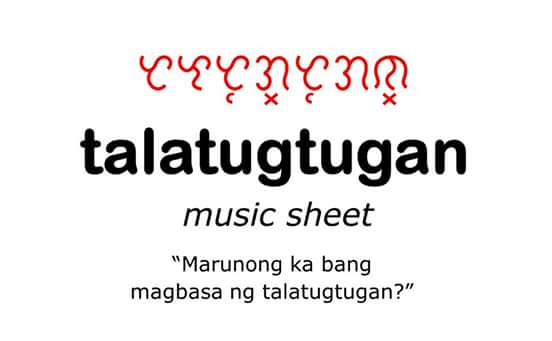 ᜆᜎᜆᜓᜄ᜔ᜆᜓᜄᜈ᜔
talatugtugan
music sheet
“Marunong ka bang
magbasa ng talatugtugan?”